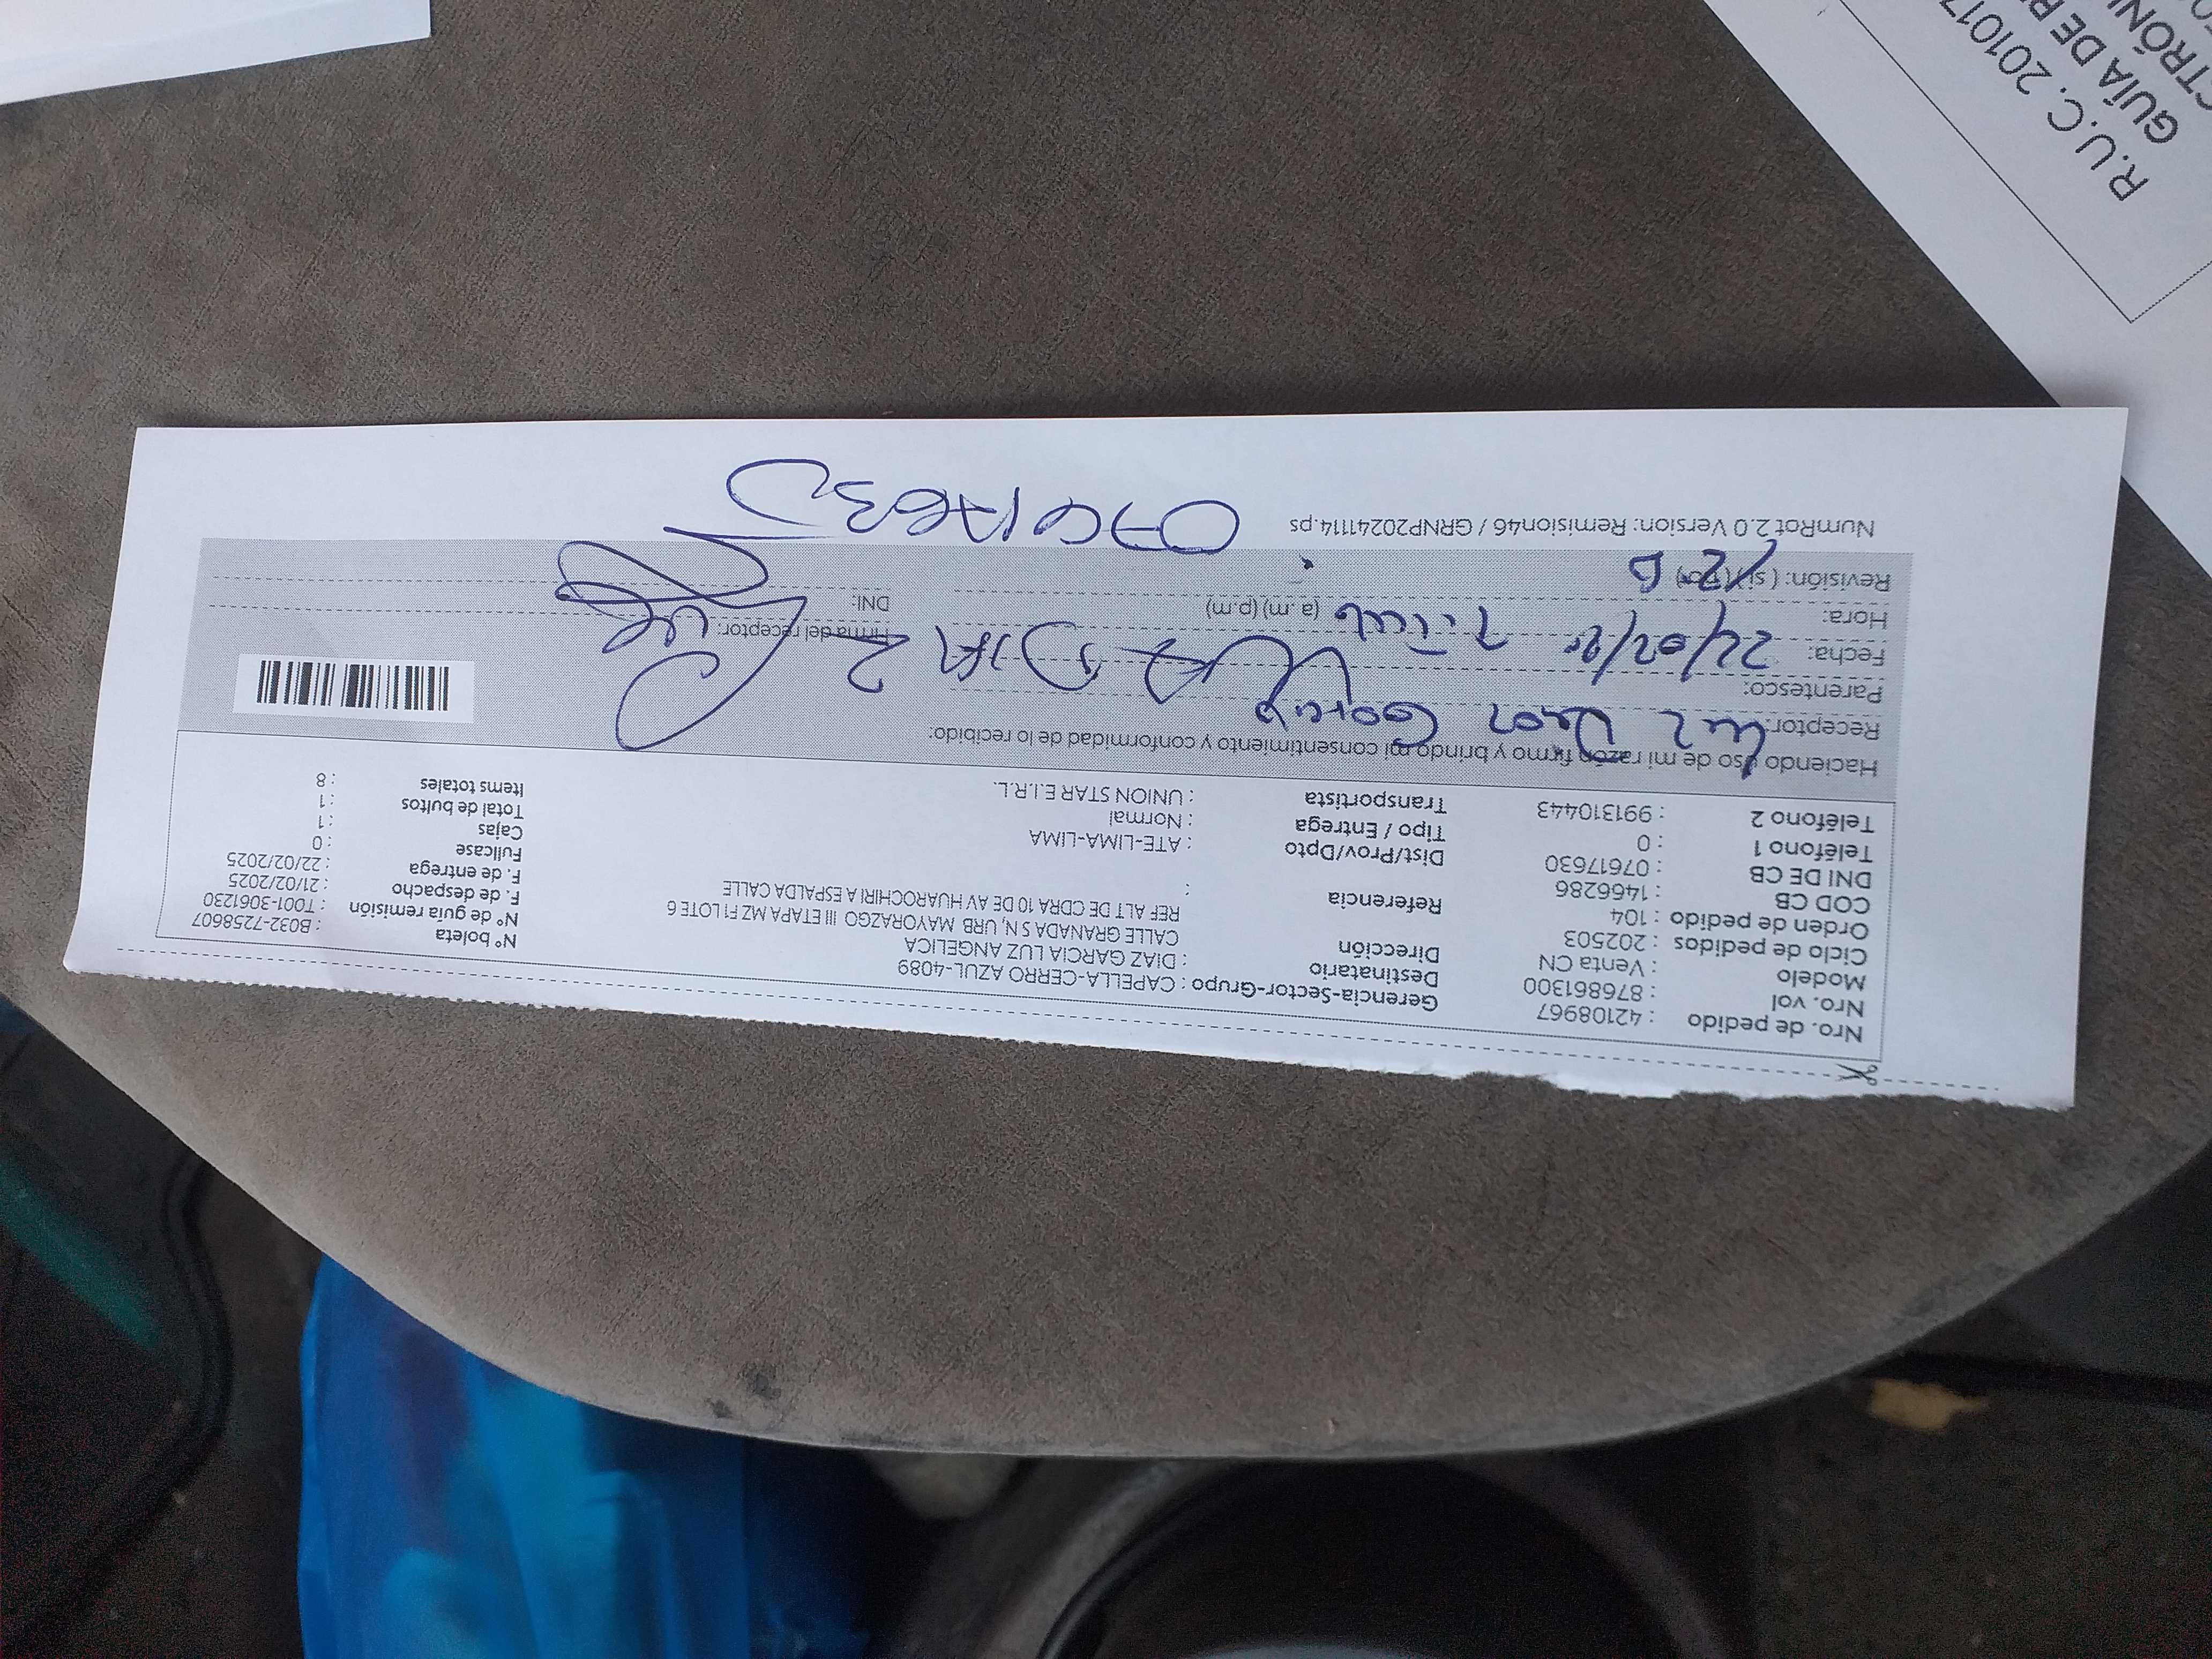 Nro. de pedido : 42108967
Nro. vol : 876861300
Modelo : Venta CN
Ciclo de pedidos : 202503
Orden de pedido : 104
COD CB : 1466286
DNI DE CB : 07617630
Teléfono 1 : 0
Teléfono 2 : 991310443
Gerencia-Sector-Grupo : CAPELLA-CERRO AZUL-4089
Destinatario : DIAZ GARCIA LUZ ANGELICA
Dirección CALLE GRANADA S N, URB MAYORAZGO III ETAPA MZ F1 LOTE 6
REF ALT DE CDRA 10 DE AV HUAROCHIRI A ESPALDA CALLE
Referencia :
Dist/Prov/Dpto ATE-LIMA-LIMA
Tipo / Entrega : Normal
Transportista : UNION STAR E.I.R.L.
N° boleta : B032-7258607
N° de guía remisión : T001-3061230
F. de despacho : 21/02/2025
F. de entrega : 22/02/2025
Fullcase : 0
Cajas : 1
Total de bultos : 1
Items totales : 8
Haciendo uso de mi razón firmo y brindo mi consentimiento y conformidad de lo recibido:
Receptor: Luz Diaz Garcia
Parentesco:
Fecha:
Hora: (a.m) (p.m)
Revisión: ( si ) ( no )
Firma del receptor:
DNI:
NumRot 2.0 Version: Remision46 / GRNP20241114.ps
R.U.C. 201017
GUÍA DE R